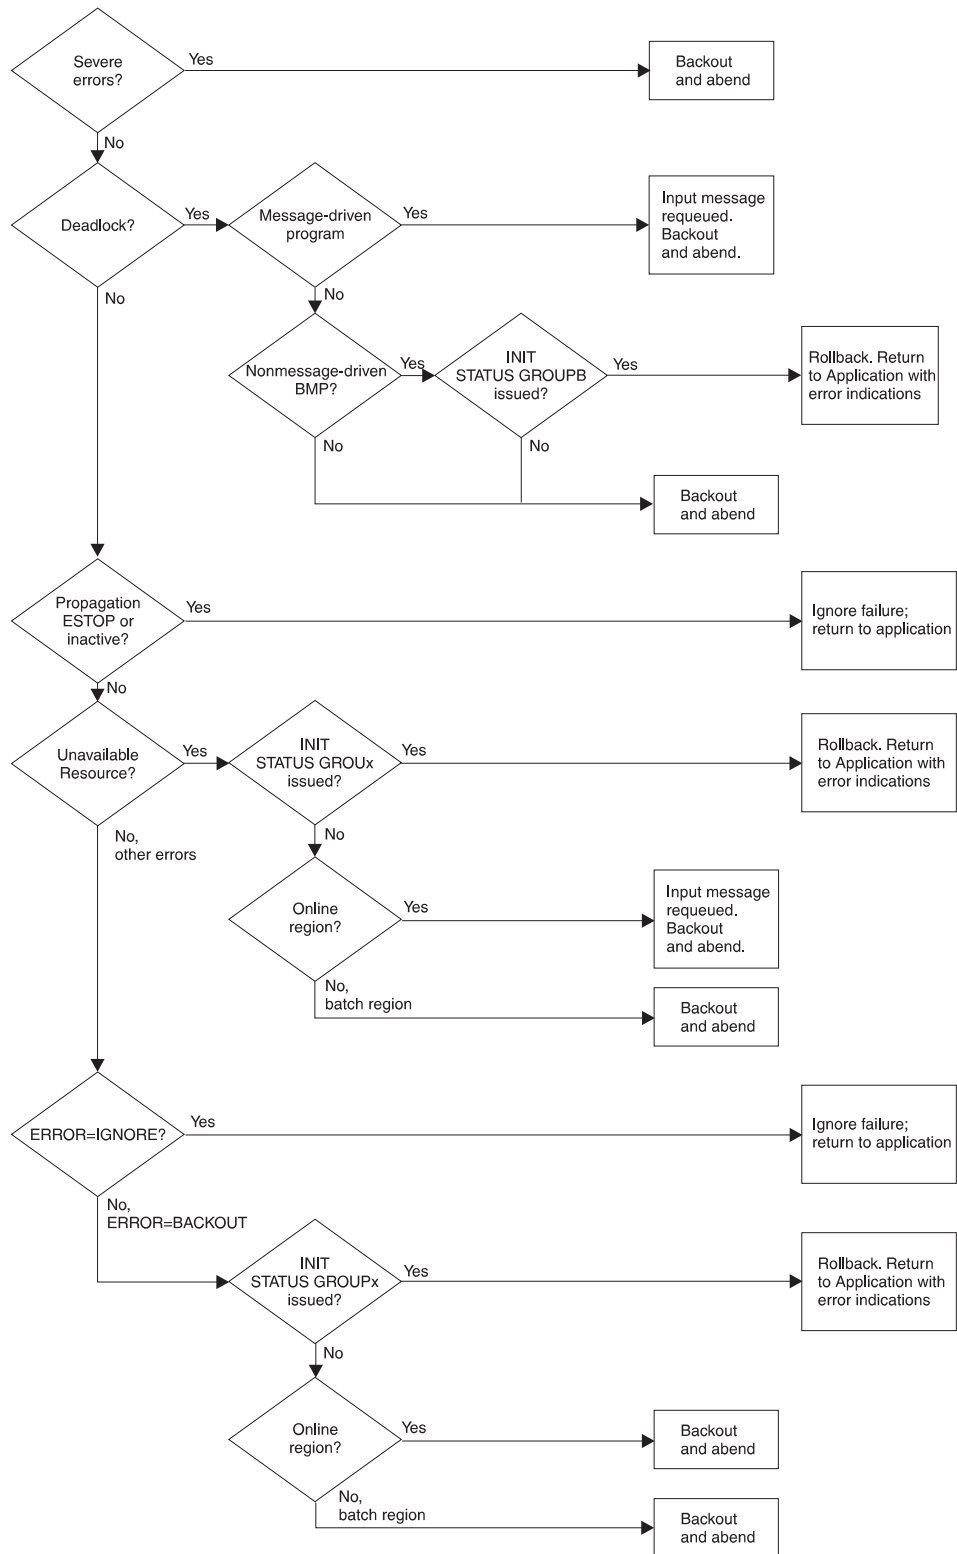 Severe
errors?
Yes
Backout
and abend
No
Deadlock?
Yes
Message-driven
program
Yes
Input message
requeued.
Backout
and abend.
No
No
Nonmessage-driven
BMP?
Yes
INIT
STATUS GROUPB
issued?
Yes
Rollback. Return
to Application with
error indications
No
No
Backout
and abend
Propagation
ESTOP or
inactive?
Yes
Ignore failure;
return to application
No
Unavailable
Resource?
Yes
INIT
STATUS GROUx
issued?
Yes
Rollback. Return
to Application with
error indications
No,
other errors
No
Online
region?
Yes
Input message
requeued.
Backout
and abend.
No,
batch region
Backout
and abend
ERROR=IGNORE?
Yes
Ignore failure;
return to application
No,
ERROR=BACKOUT
INIT
STATUS GROUPx
issued?
Yes
Rollback. Return
to Application with
error indications
No
Online
region?
Yes
Backout
and abend
No,
batch region
Backout
and abend